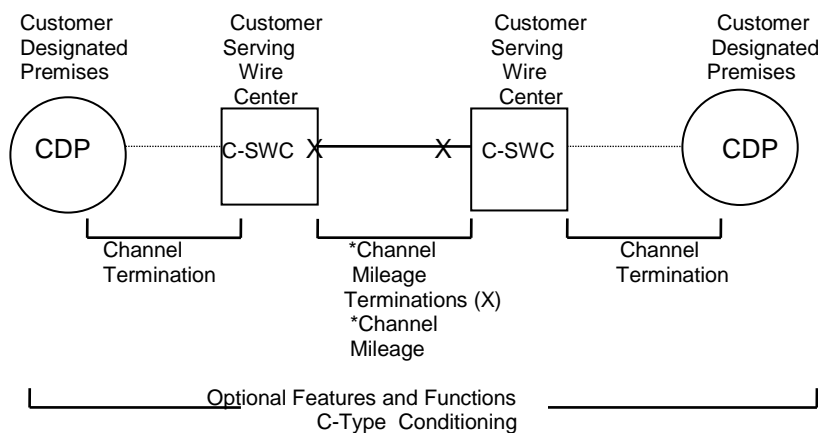 Customer
Designated
Premises
Customer
Serving
Wire
Center
Customer
Serving
Wire
Center
Customer
Designated
Premises
CDP
C-SWC
X
X
C-SWC
CDP
Channel
Termination
*Channel
Mileage
Terminations (X)
*Channel
Mileage
Channel
Termination
Optional Features and Functions
C-Type Conditioning